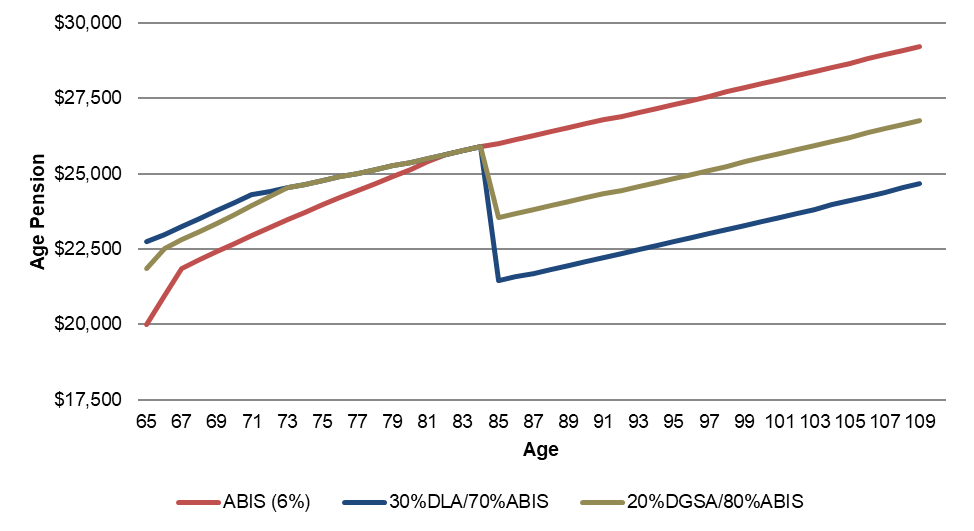 $30,000
$27,500
$25,000
$22,500
$20,000
$17,500
Age Pension
65 67 69 71 73 75 77 79 81 83 85 87 89 91 93 95 97 99 101 103 105 107 109
Age
ABIS (6%) 30%DLA/70%ABIS 20%DGSA/80%ABIS